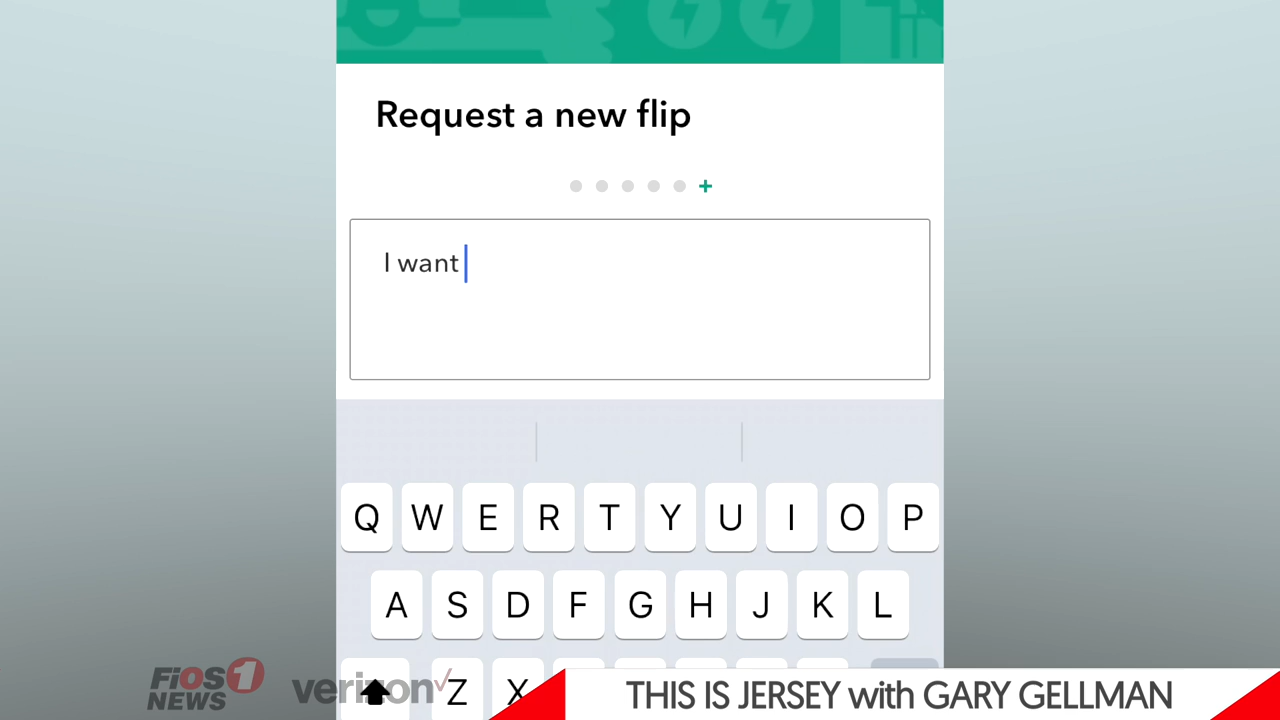 Request a new flip
+
I want
Q W E R T Y U I O P
A S D F G H J K L
Z X
FiOS1
NEWS
verizon✓
THIS IS JERSEY with GARY GELLMAN